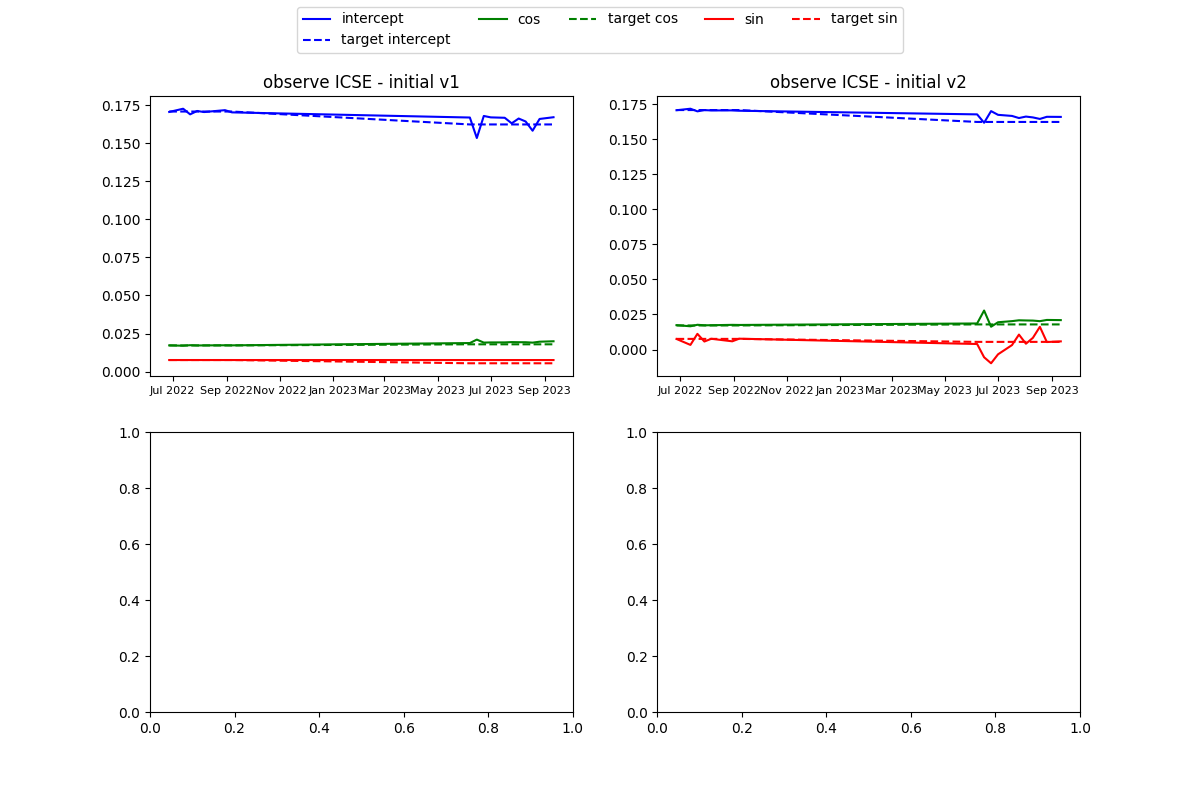 intercept cos target cos sin target sin
target intercept
observe ICSE - initial v1 observe ICSE - initial v2
0.175 0.175
0.150 0.150
0.125 0.125
0.100 0.100
0.075 0.075
0.050 0.050
0.025 0.025
0.000 0.000
Jul 2022 Sep 2022 Nov 2022 Jan 2023 Mar 2023 May 2023 Jul 2023 Sep 2023 Jul 2022 Sep 2022 Nov 2022 Jan 2023 Mar 2023 May 2023 Jul 2023 Sep 2023
1.0 1.0
0.8 0.8
0.6 0.6
0.4 0.4
0.2 0.2
0.0 0.0
0.0 0.2 0.4 0.6 0.8 1.0 0.0 0.2 0.4 0.6 0.8 1.0